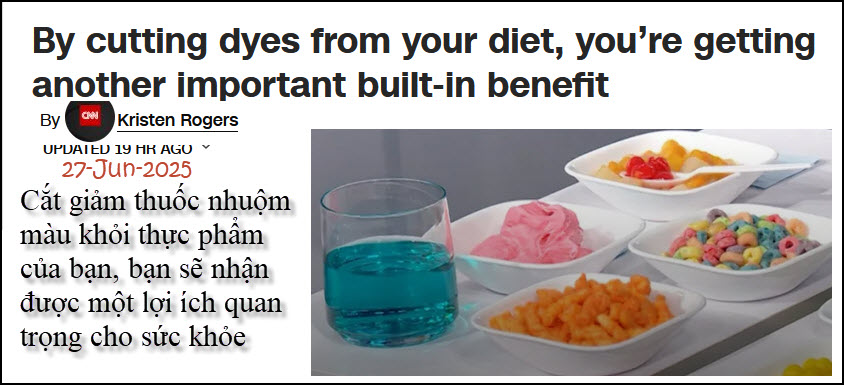 By cutting dyes from your diet, you're getting
another important built-in benefit
By CNN Kristen Rogers
UPDATED 19 HR AGO
27-Jun-2025
Cắt giảm thuốc nhuộm
màu khỏi thực phẩm
của bạn, bạn sẽ nhận
được một lợi ích quan
trọng cho sức khỏe